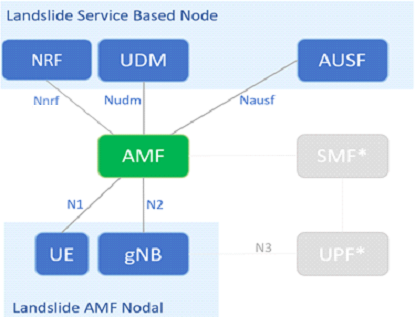 Landslide Service Based Node
NRF
UDM
AUSF
Nnrf
Nudm
Nausf
AMF
SMF*
N1
N2
UE
gNB
N3
UPF*
Landslide AMF Nodal